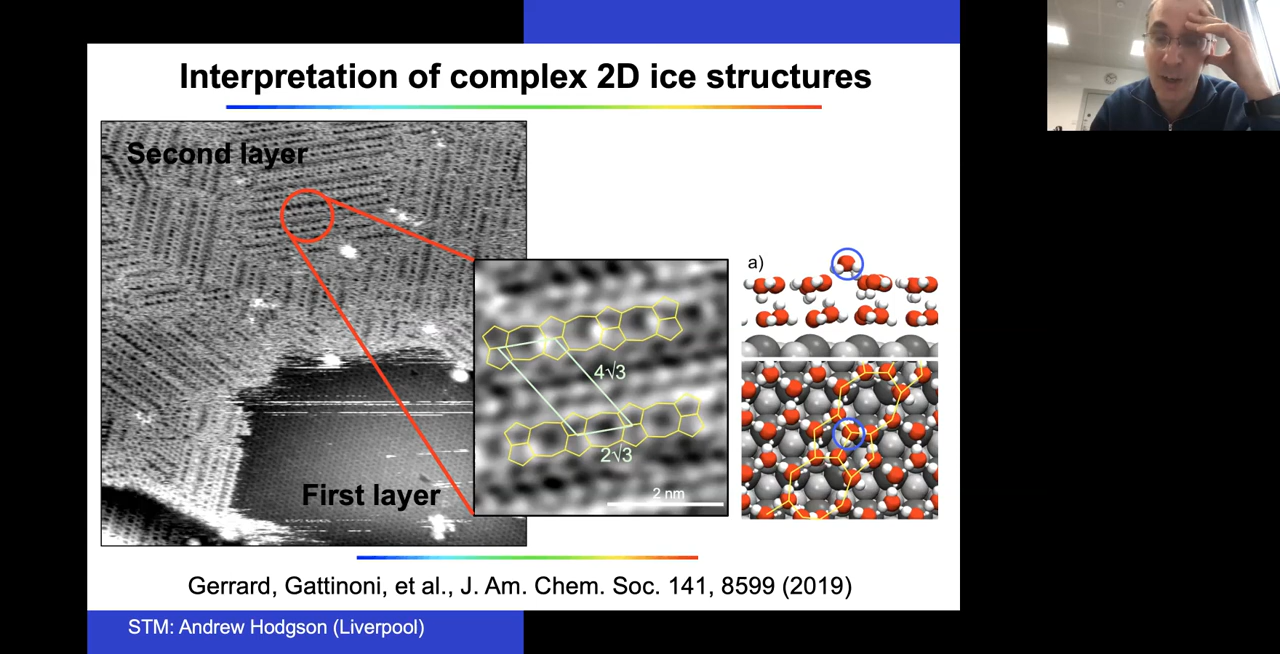 Interpretation of complex 2D ice structures
Second layer
First layer
4√3
2√3
2 nm
a)
Gerrard, Gattinoni, et al., J. Am. Chem. Soc. 141, 8599 (2019)
STM: Andrew Hodgson (Liverpool)